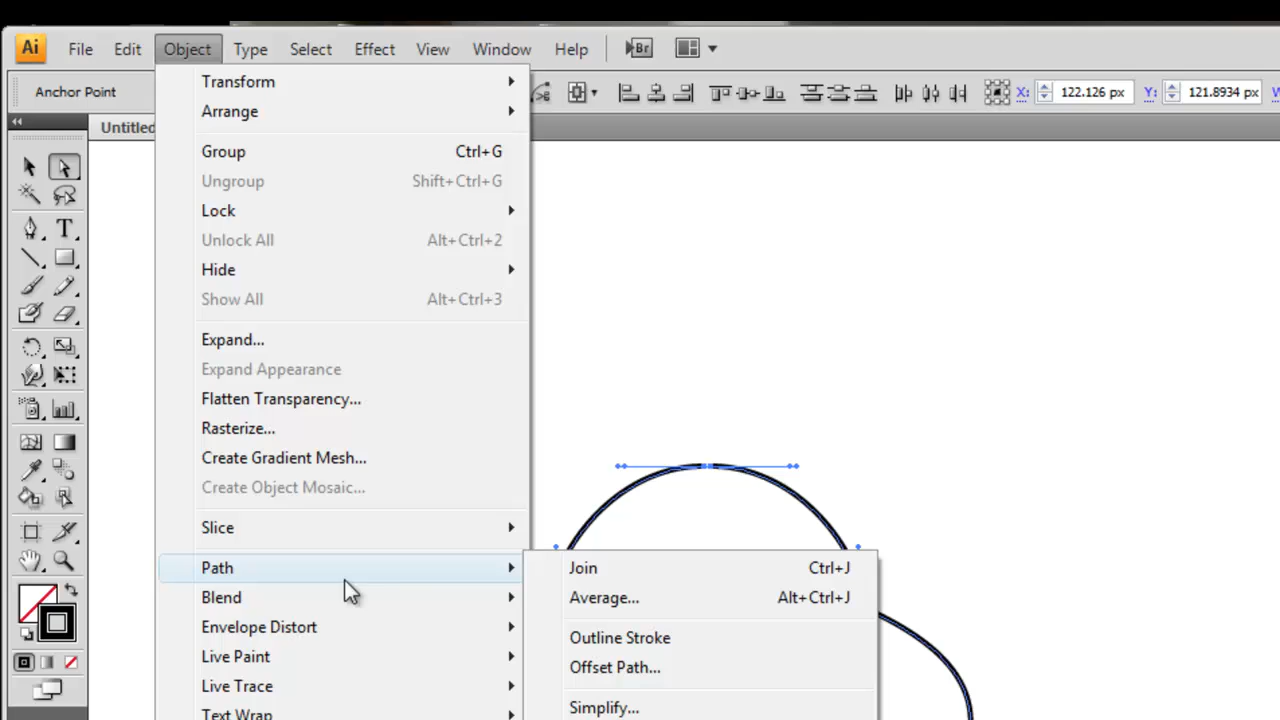 Ai File Edit Object Type Select Effect View Window Help Br
Anchor Point X: 122.126 px Y: 121.8934 px
Untitled
T
Transform
Arrange
Group Ctrl+G
Ungroup Shift+Ctrl+G
Lock
Unlock All Alt+Ctrl+2
Hide
Show All Alt+Ctrl+3
Expand...
Expand Appearance
Flatten Transparency...
Rasterize...
Create Gradient Mesh...
Create Object Mosaic...
Slice
Path
Blend
Envelope Distort
Live Paint
Live Trace
Text Wrap
Join Ctrl+J
Average... Alt+Ctrl+J
Outline Stroke
Offset Path...
Simplify...